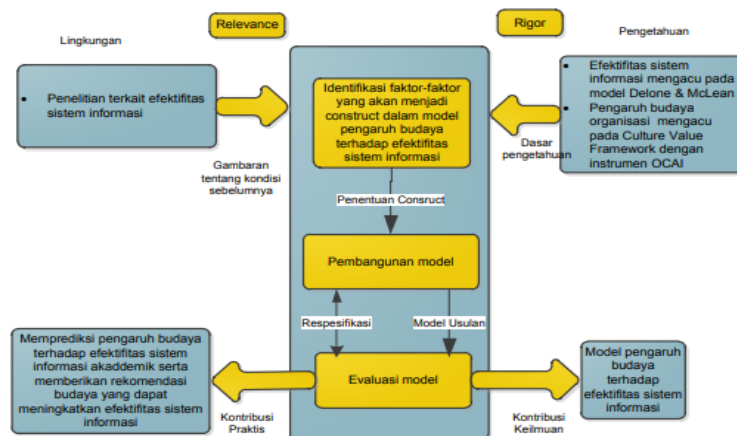 Lingkungan
Relevance
Rigor
Pengetahuan
• Penelitian terkait efektifitas
sistem informasi
Gambaran
tentang kondisi
sebelumnya
Identifikasi faktor-faktor
yang akan menjadi
construct dalam model
pengaruh budaya
terhadap efektifitas
sistem informasi
Dasar
pengetahuan
• Efektifitas sistem
informasi mengacu pada
model Delone & McLean
• Pengaruh budaya
organisasi mengacu
pada Culture Value
Framework dengan
instrumen OCAI
Penentuan Consruct
Pembangunan model
Respesifikasi
Model Usulan
Evaluasi model
Memprediksi pengaruh budaya
terhadap efektifitas sistem
informasi akaddemik serta
memberikan rekomendasi
budaya yang dapat
meningkatkan efektifitas sistem
informasi
Kontribusi
Praktis
Kontribusi
Keilmuan
Model pengaruh
budaya
terhadap
efektifitas sistem
informasi